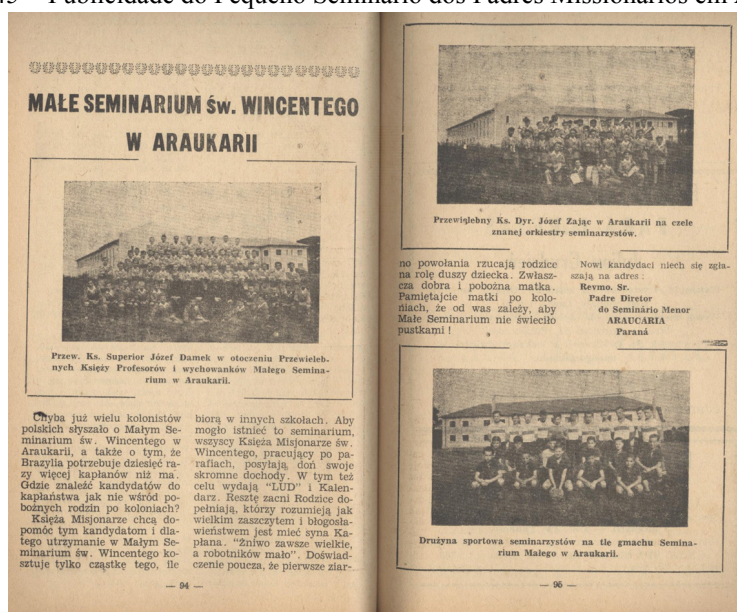 Publicidade do Pequeno Seminário dos Padres Missionários em
MAŁE SEMINARIUM św. WINCENTEGO
W ARAUKARII
Przew. Ks. Superior Józef Damek w otoczeniu Przewieleb-
nych Księży Profesorów i wychowanków Małego Semina-
rium w Araukarii.
Chyba już wielu kolonistów
polskich słyszało o Małym Se-
minarium św. Wincentego w
Araukarii, a także o tym, że
Brazylia potrzebuje dziesięć ra-
zy więcej kapłanów niż ma.
Gdzie znaleźć kandydatów do
kapłaństwa jak nie wśród po-
bożnych rodzin po koloniach?
Księża Misjonarze chcą do-
pomóc tym kandydatom i dla-
tego utrzymanie w Małym Se-
minarium św. Wincentego ko-
sztuje tylko cząstkę tego, ile
biorą w innych szkołach. Aby
mogło istnieć to seminarium,
wszyscy Księża Misjonarze św.
Wincentego, pracujący po pa-
rafiach, posyłają doń swoje
skromne dochody. W tym też
celu wydają "LUD" i Kalen-
darz. Resztę zacni Rodzice do-
pełniają, którzy rozumieją jak
wielkim zaszczytem i błogosła-
wieństwem jest mieć syna Ka-
płana. "Żniwo zawsze wielkie,
a robotników mało". Doświad-
czenie poucza, że pierwsze ziar-
— 94 —
Przewielebny Ks. Dyr. Józef Zając w Araukarii na czele
znanej orkiestry seminarzystów.
no powołania rzucają rodzice
na rolę duszy dziecka. Zwłasz-
cza dobra i pobożna matka.
Pamiętajcie matki po kolo-
niach, że od was zależy, aby
Małe Seminarium nie świeciło
pustkami !
Nowi kandydaci niech się zgła-
szają na adres :
Revmo. Sr.
Padre Diretor
do Seminário Menor
ARAUCÁRIA
Paraná
Drużyna sportowa seminarzystów na tle gmachu Semina-
rium Małego w Araukarii.
— 95 —